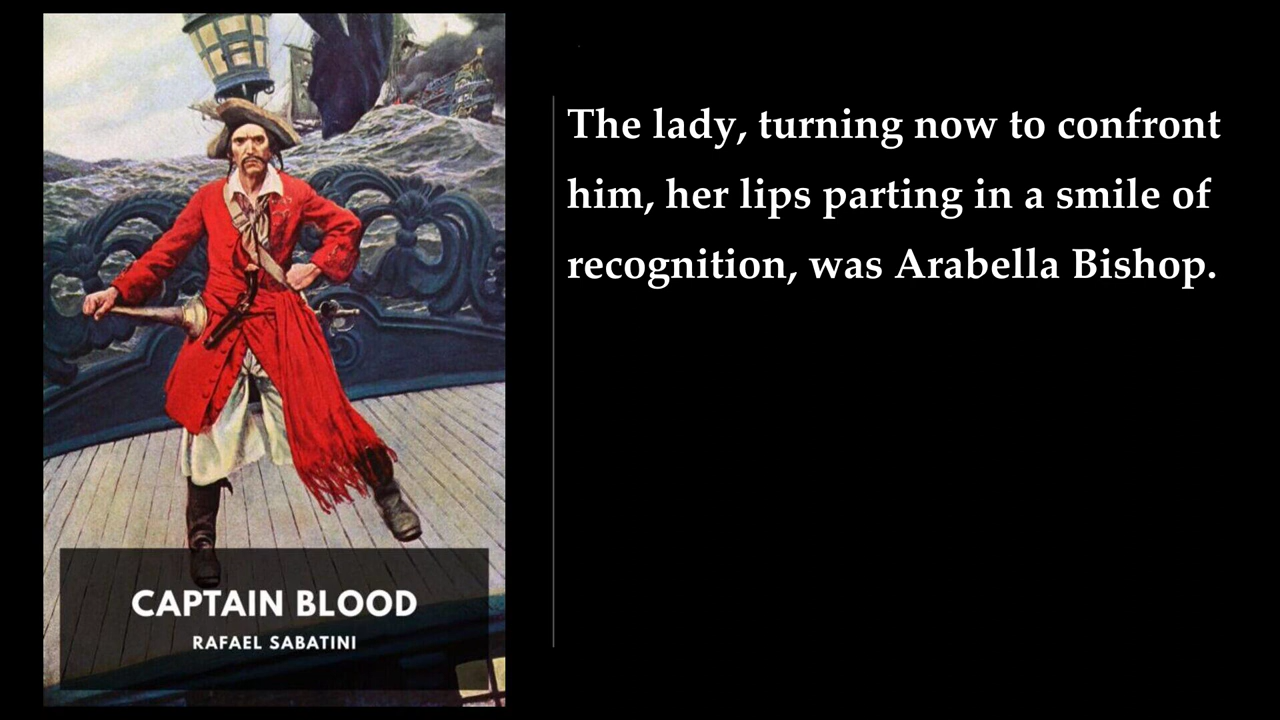 The lady, turning now to confront
him, her lips parting in a smile of
recognition, was Arabella Bishop.
CAPTAIN BLOOD
RAFAEL SABATINI